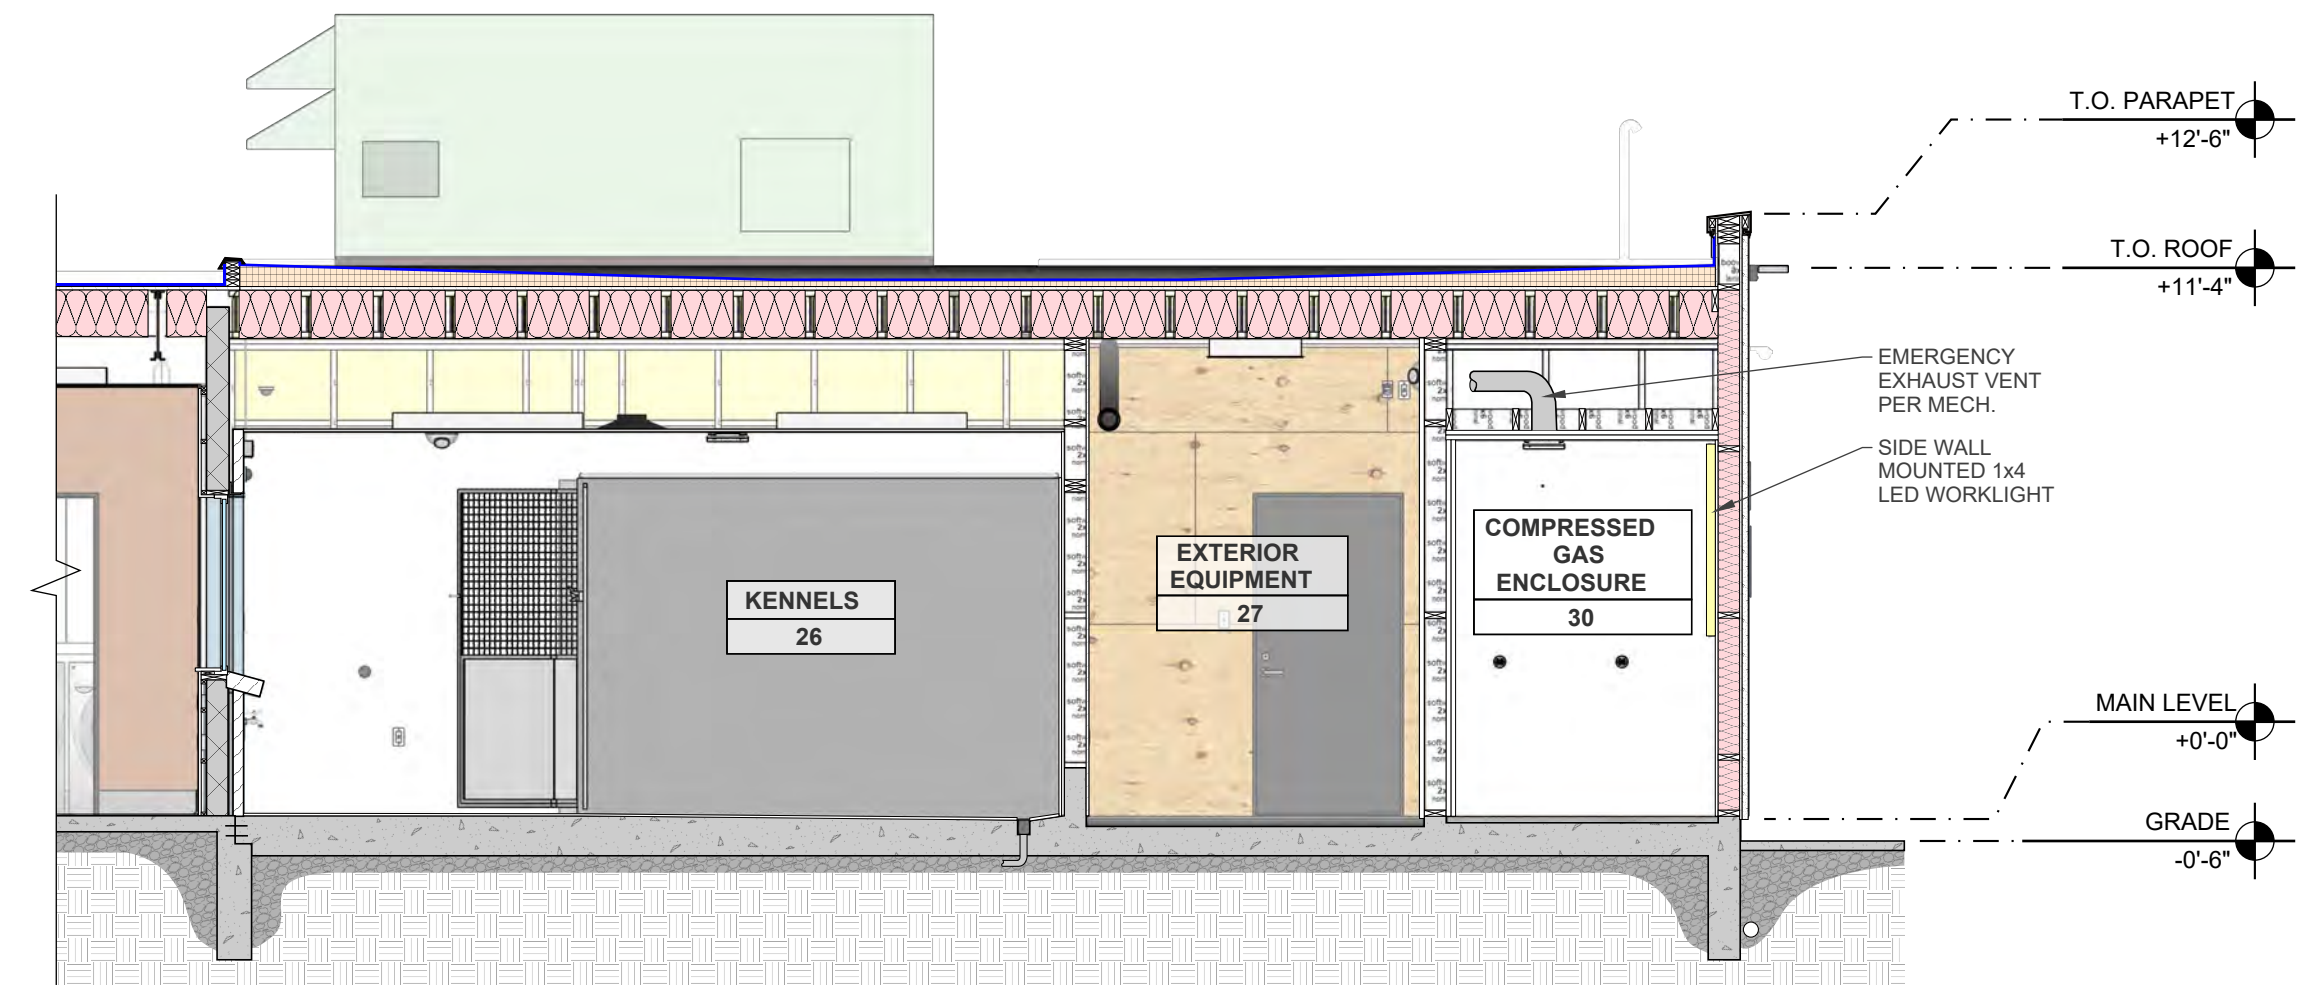 T.O. PARAPET
+12'-6"
T.O. ROOF
+11'-4"
EMERGENCY
EXHAUST VENT
PER MECH.
SIDE WALL
MOUNTED 1x4
LED WORKLIGHT
COMPRESSED
GAS
ENCLOSURE
30
EXTERIOR
EQUIPMENT
27
KENNELS
26
MAIN LEVEL
+0'-0"
GRADE
-0'-6"